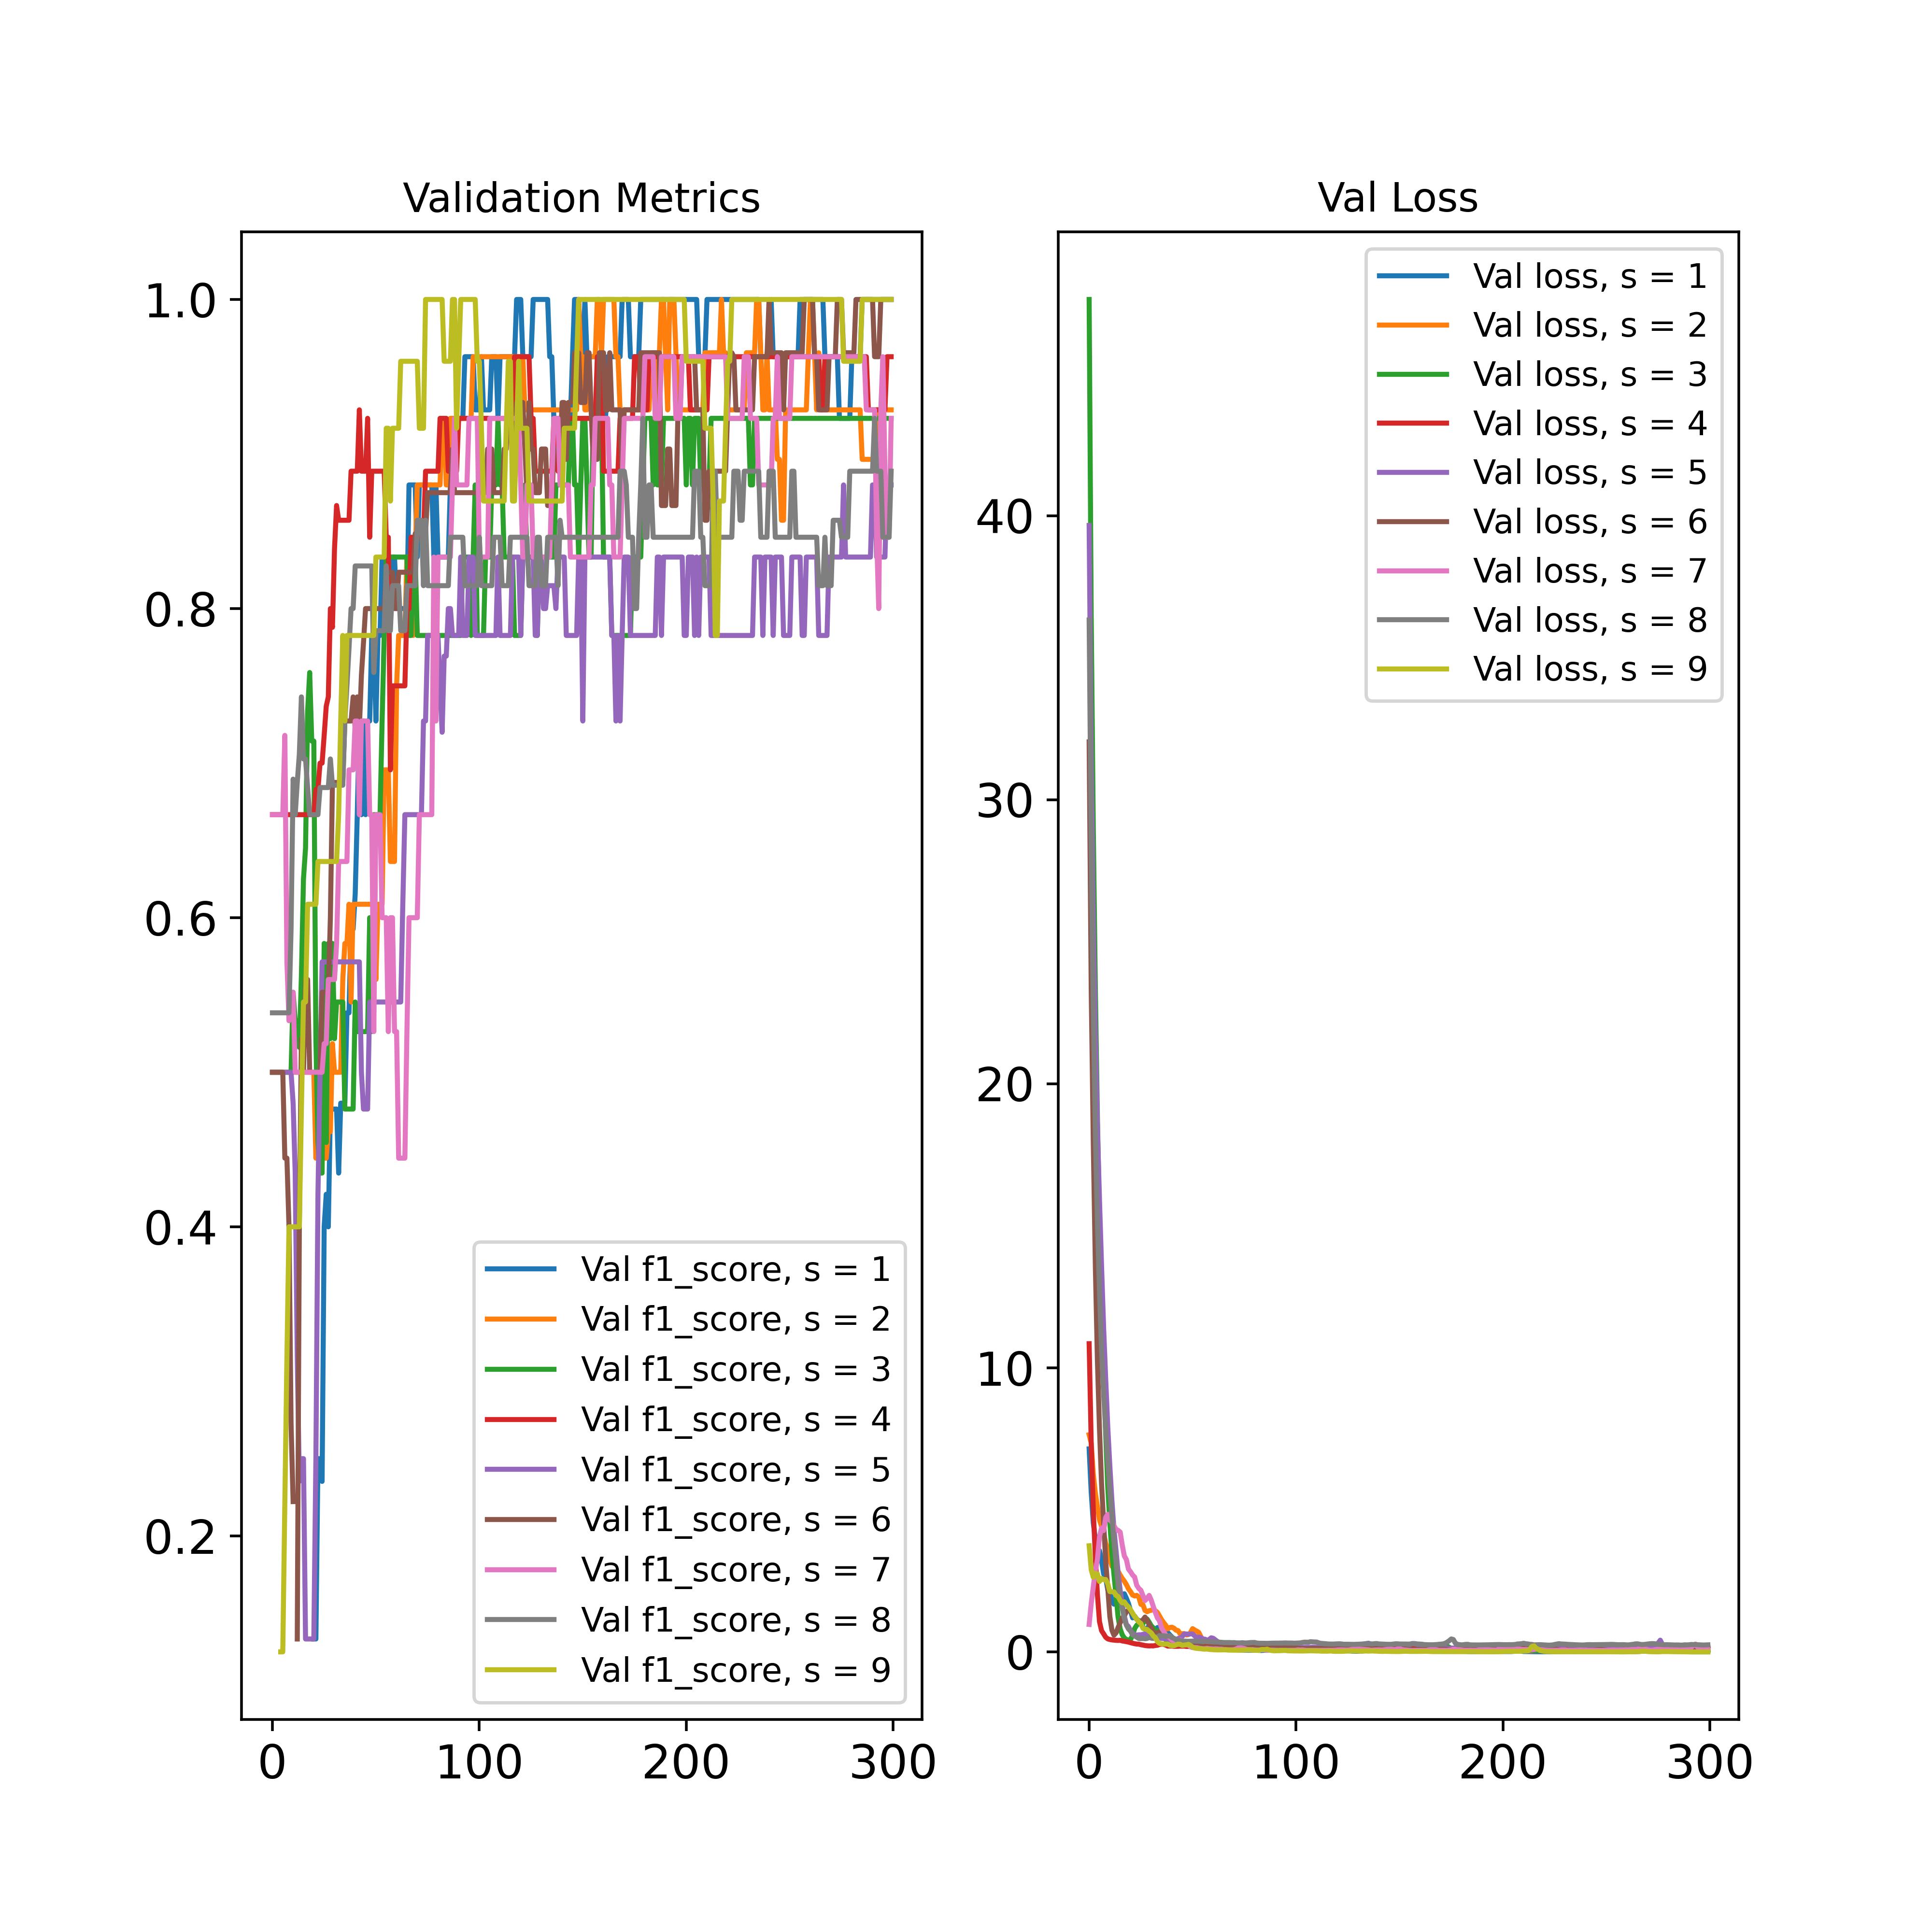 Validation Metrics
1.0
0.8
0.6
0.4
0.2
0 100 200 300
Val f1_score, s = 1
Val f1_score, s = 2
Val f1_score, s = 3
Val f1_score, s = 4
Val f1_score, s = 5
Val f1_score, s = 6
Val f1_score, s = 7
Val f1_score, s = 8
Val f1_score, s = 9
Val Loss
40
30
20
10
0
0 100 200 300
Val loss, s = 1
Val loss, s = 2
Val loss, s = 3
Val loss, s = 4
Val loss, s = 5
Val loss, s = 6
Val loss, s = 7
Val loss, s = 8
Val loss, s = 9